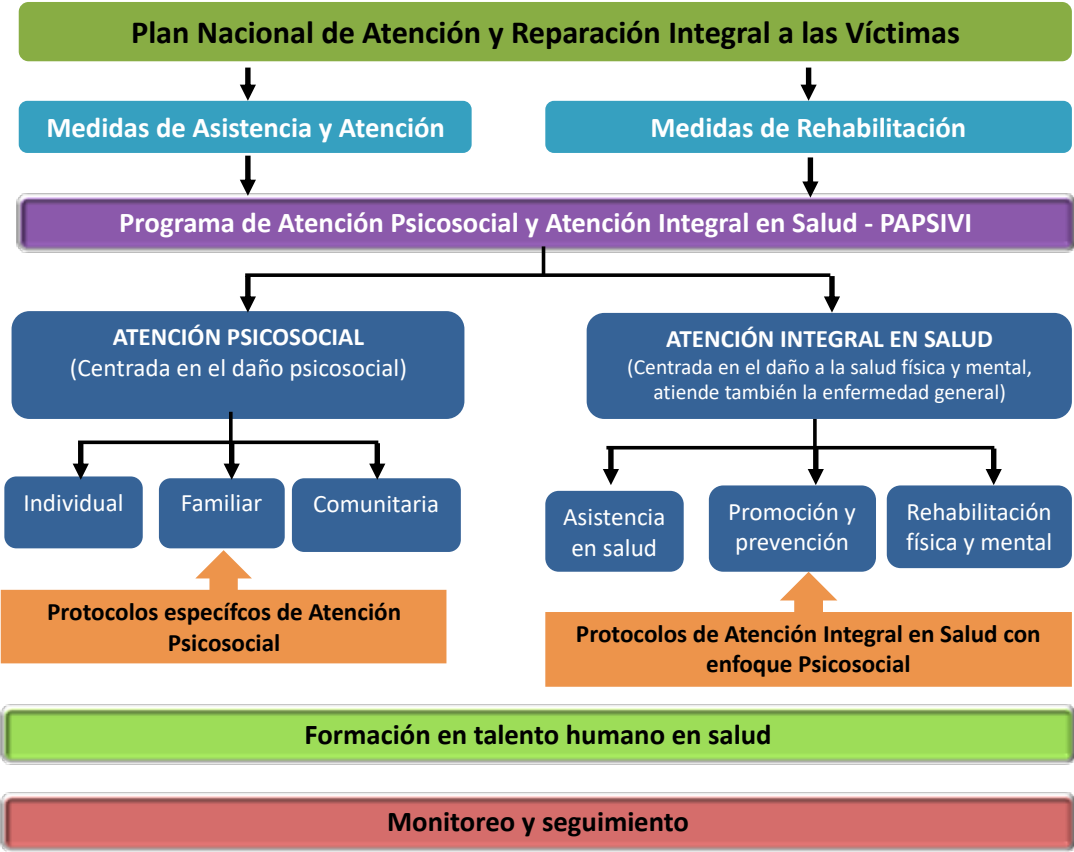 Plan Nacional de Atención y Reparación Integral a las Víctimas
Medidas de Asistencia y Atención
Medidas de Rehabilitación
Programa de Atención Psicosocial y Atención Integral en Salud - PAPSIVI
ATENCIÓN PSICOSOCIAL
(Centrada en el daño psicosocial)
ATENCIÓN INTEGRAL EN SALUD
(Centrada en el daño a la salud física y mental,
atiende también la enfermedad general)
Individual
Familiar
Comunitaria
Asistencia
en salud
Promoción y
prevención
Rehabilitación
física y mental
Protocolos específcos de Atención
Psicosocial
Protocolos de Atención Integral en Salud con
enfoque Psicosocial
Formación en talento humano en salud
Monitoreo y seguimiento